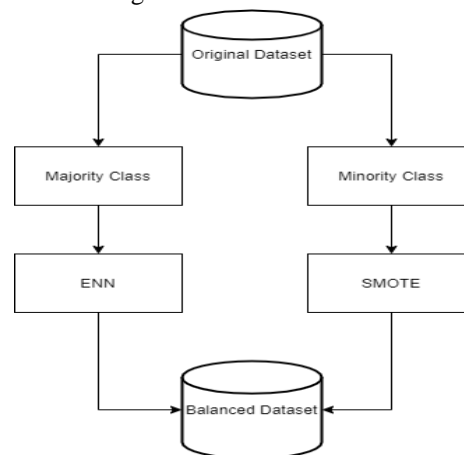 Original Dataset
Majority Class
Minority Class
ENN
SMOTE
Balanced Dataset